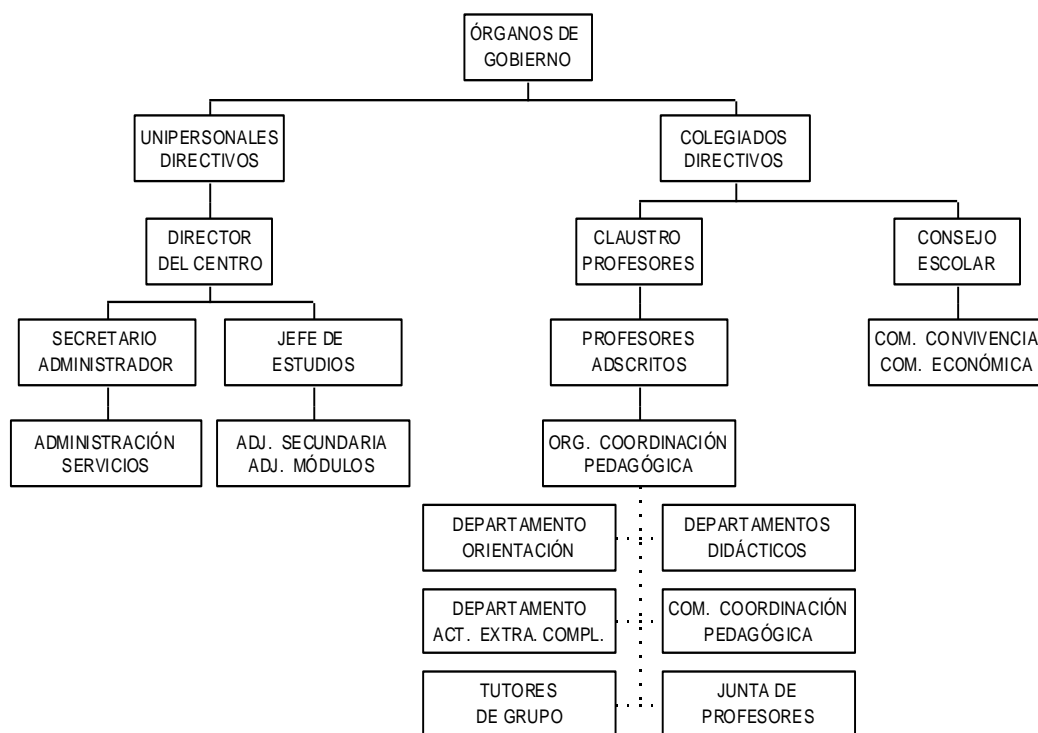 ÓRGANOS DE
GOBIERNO
UNIPERSONALES
DIRECTIVOS
COLEGIADOS
DIRECTIVOS
DIRECTOR
DEL CENTRO
CLAUSTRO
PROFESORES
CONSEJO
ESCOLAR
SECRETARIO
ADMINISTRADOR
JEFE DE
ESTUDIOS
PROFESORES
ADSCRITOS
COM. CONVIVENCIA
COM. ECONÓMICA
ADMINISTRACIÓN
SERVICIOS
ADJ. SECUNDARIA
ADJ. MÓDULOS
ORG. COORDINACIÓN
PEDAGÓGICA
DEPARTAMENTO
ORIENTACIÓN
DEPARTAMENTOS
DIDÁCTICOS
DEPARTAMENTO
ACT. EXTRA. COMPL.
COM. COORDINACIÓN
PEDAGÓGICA
TUTORES
DE GRUPO
JUNTA DE
PROFESORES